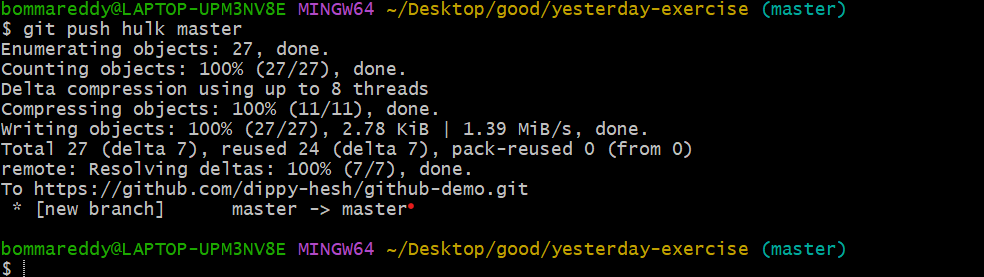 bommareddy@LAPTOP-UPM3NV8E MINGW64 ~/Desktop/good/yesterday-exercise (master)
$ git push hulk master
Enumerating objects: 27, done.
Counting objects: 100% (27/27), done.
Delta compression using up to 8 threads
Compressing objects: 100% (11/11), done.
Writing objects: 100% (27/27), 2.78 KiB | 1.39 MiB/s, done.
Total 27 (delta 7), reused 24 (delta 7), pack-reused 0 (from 0)
remote: Resolving deltas: 100% (7/7), done.
To https://github.com/dippy-hesh/github-demo.git
 * [new branch]      master -> master
bommareddy@LAPTOP-UPM3NV8E MINGW64 ~/Desktop/good/yesterday-exercise (master)
$